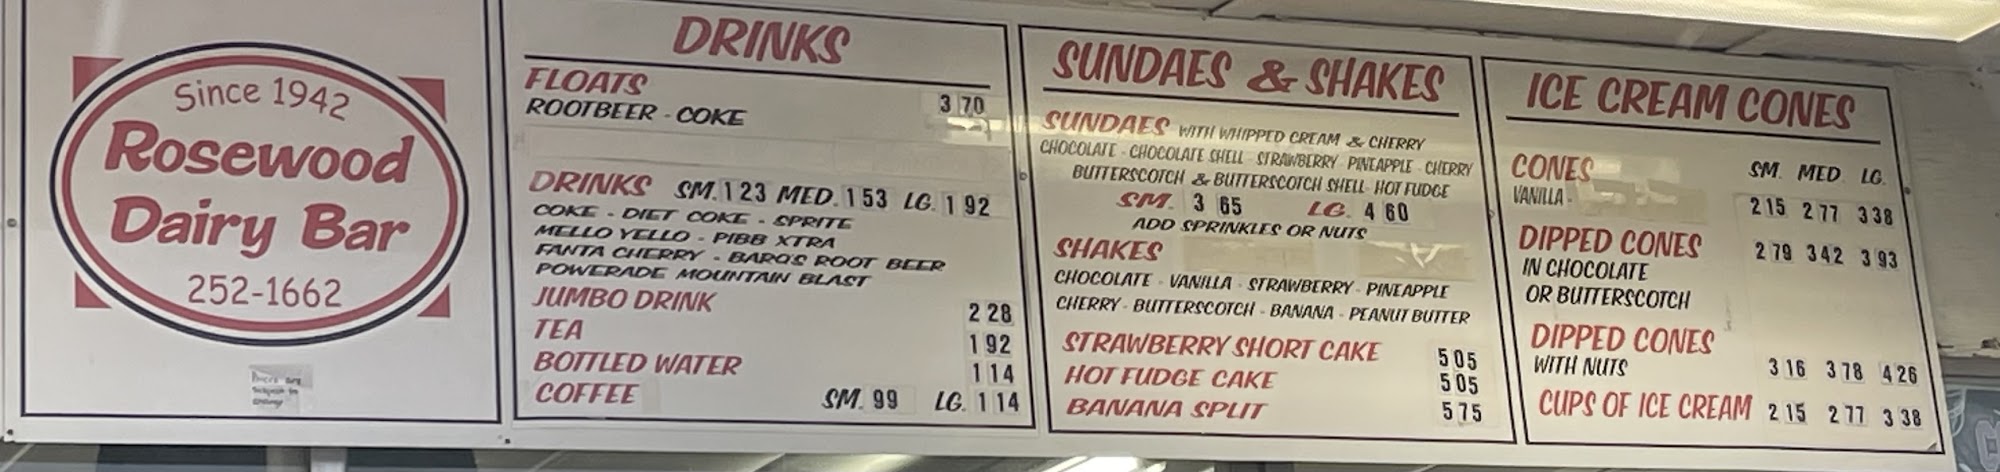 Since 1942
Rosewood
Dairy Bar
252-1662
DRINKS
FLOATS
ROOTBEER - COKE 3 70
DRINKS SM. 1 23 MED. 1 53 LG. 1 92
COKE - DIET COKE - SPRITE
MELLO YELLO - PIBB XTRA
FANTA CHERRY - BARQ'S ROOT BEER
POWERADE MOUNTAIN BLAST
JUMBO DRINK 2 28
TEA 1 92
BOTTLED WATER 1 14
COFFEE SM. 99 LG. 1 14
SUNDAES & SHAKES
SUNDAES WITH WHIPPED CREAM & CHERRY
CHOCOLATE - CHOCOLATE SHELL - STRAWBERRY - PINEAPPLE - CHERRY
BUTTERSCOTCH & BUTTERSCOTCH SHELL - HOT FUDGE
SM. 3 65 LG. 4 60
ADD SPRINKLES OR NUTS
SHAKES
CHOCOLATE - VANILLA - STRAWBERRY - PINEAPPLE
CHERRY - BUTTERSCOTCH - BANANA - PEANUT BUTTER
STRAWBERRY SHORT CAKE 5 05
HOT FUDGE CAKE 5 05
BANANA SPLIT 5 75
ICE CREAM CONES
CONES SM. MED. LG.
VANILLA - 2 15 2 77 3 38
DIPPED CONES 2 79 3 42 3 93
IN CHOCOLATE
OR BUTTERSCOTCH
DIPPED CONES
WITH NUTS 3 16 3 78 4 26
CUPS OF ICE CREAM 2 15 2 77 3 38